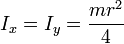 I_x = I_y = \frac{mr^2}{4}